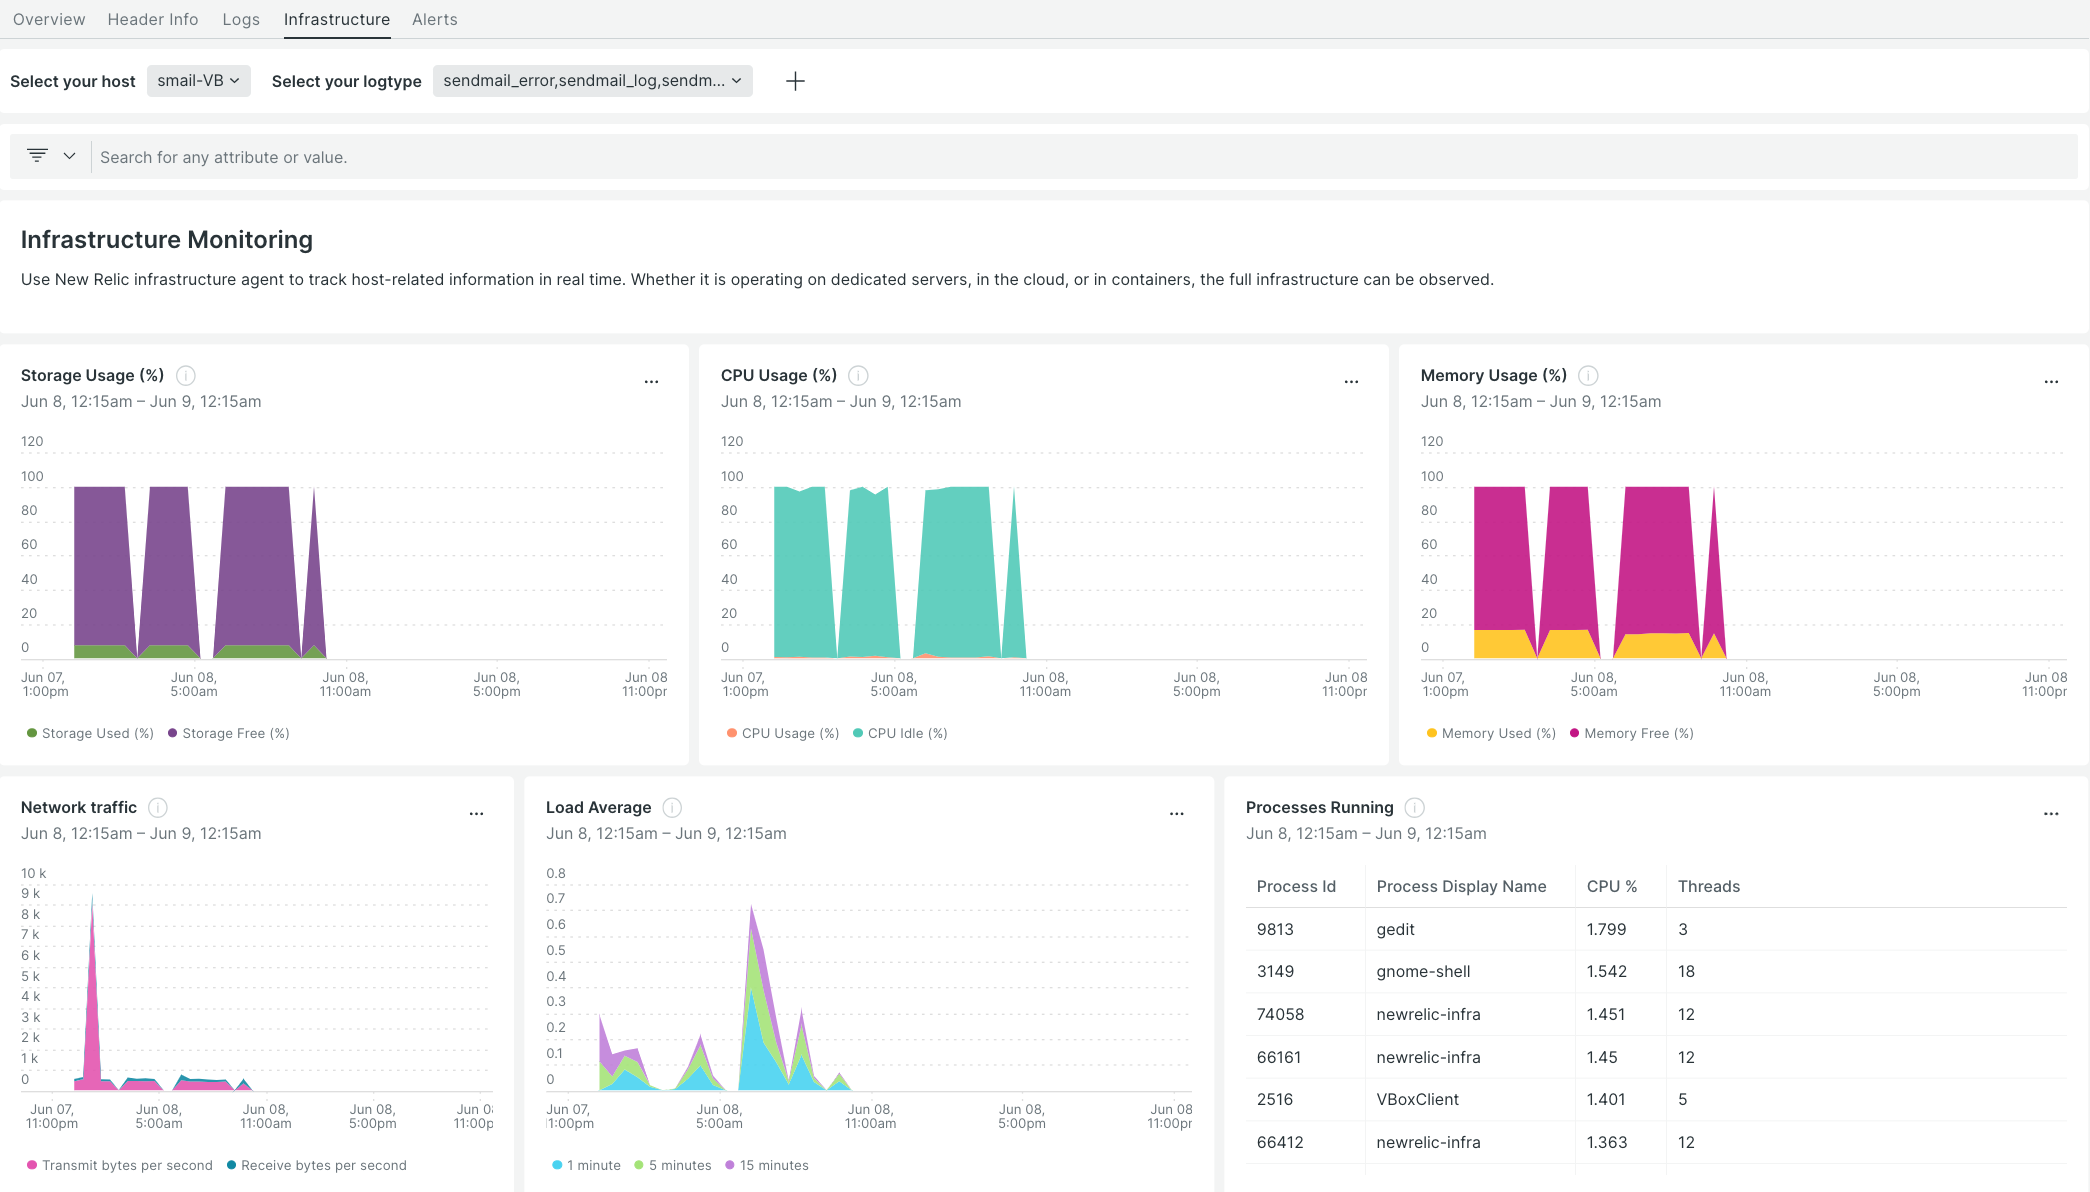 Overview Header Info Logs Infrastructure Alerts
Select your host smail-VB Select your logtype sendmail_error,sendmail_log,sendm...
Search for any attribute or value.
Infrastructure Monitoring
Use New Relic infrastructure agent to track host-related information in real time. Whether it is operating on dedicated servers, in the cloud, or in containers, the full infrastructure can be observed.
Storage Usage (%)
Jun 8, 12:15am – Jun 9, 12:15am
120
100
80
60
40
20
0
Jun 07, Jun 08, Jun 08, Jun 08, Jun 08
1:00pm 5:00am 11:00am 5:00pm 11:00pr
Storage Used (%) Storage Free (%)
CPU Usage (%)
Jun 8, 12:15am – Jun 9, 12:15am
120
100
80
60
40
20
0
Jun 07, Jun 08, Jun 08, Jun 08, Jun 08
1:00pm 5:00am 11:00am 5:00pm 11:00pr
CPU Usage (%) CPU Idle (%)
Memory Usage (%)
Jun 8, 12:15am – Jun 9, 12:15am
120
100
80
60
40
20
0
Jun 07, Jun 08, Jun 08, Jun 08, Jun 08
1:00pm 5:00am 11:00am 5:00pm 11:00pr
Memory Used (%) Memory Free (%)
Network traffic
Jun 8, 12:15am – Jun 9, 12:15am
10 k
9 k
8 k
7 k
6 k
5 k
4 k
3 k
2 k
1 k
0
Jun 07, Jun 08, Jun 08, Jun 08, Jun 0
11:00pm 5:00am 11:00am 5:00pm 11:00p
Transmit bytes per second Receive bytes per second
Load Average
Jun 8, 12:15am – Jun 9, 12:15am
0.8
0.7
0.6
0.5
0.4
0.3
0.2
0.1
0
Jun 07, Jun 08, Jun 08, Jun 08, Jun 08
11:00pm 5:00am 11:00am 5:00pm 11:00pr
1 minute 5 minutes 15 minutes
Processes Running
Jun 8, 12:15am – Jun 9, 12:15am
Process Id Process Display Name CPU % Threads
9813 gedit 1.799 3
3149 gnome-shell 1.542 18
74058 newrelic-infra 1.451 12
66161 newrelic-infra 1.45 12
2516 VBoxClient 1.401 5
66412 newrelic-infra 1.363 12